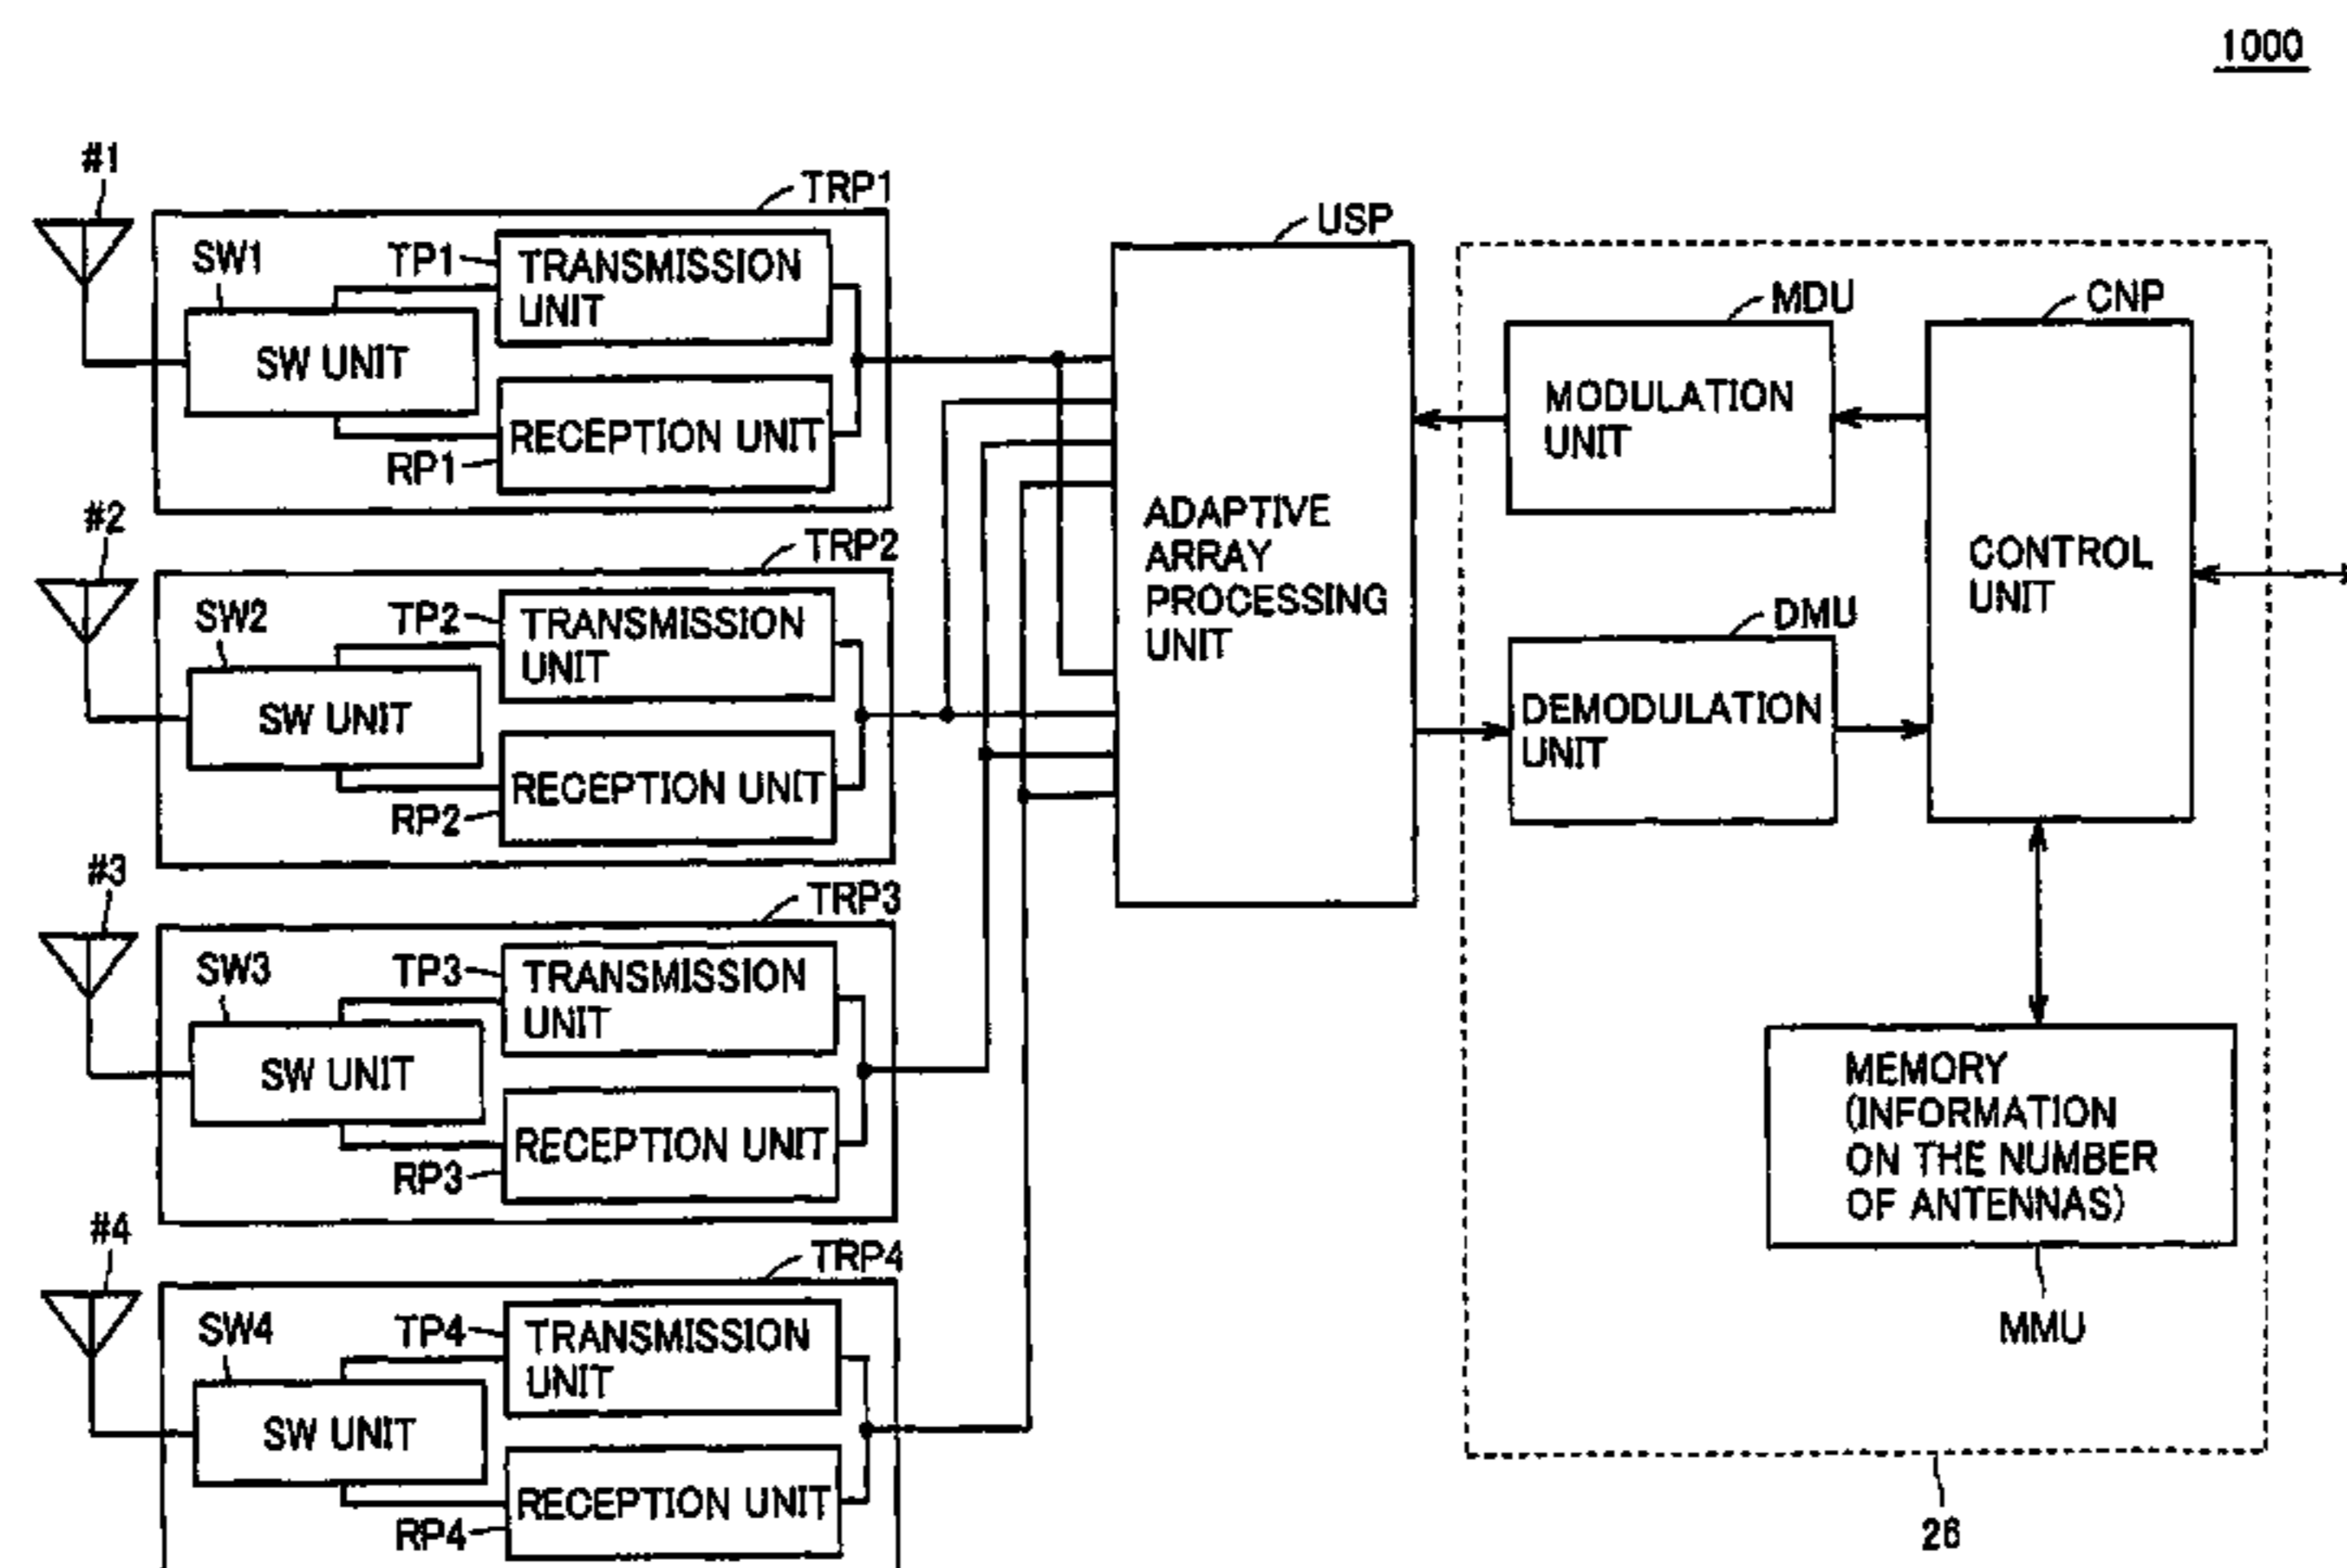 1000
#1
TRP1
SW1
TP1
TRANSMISSION
UNIT
SW UNIT
RECEPTION UNIT
RP1
#2
TRP2
SW2
TP2
TRANSMISSION
UNIT
SW UNIT
RECEPTION UNIT
RP2
#3
TRP3
SW3
TP3
TRANSMISSION
UNIT
SW UNIT
RECEPTION UNIT
RP3
#4
TRP4
SW4
TP4
TRANSMISSION
UNIT
SW UNIT
RECEPTION UNIT
RP4
USP
ADAPTIVE
ARRAY
PROCESSING
UNIT
MDU
MODULATION
UNIT
CNP
CONTROL
UNIT
DMU
DEMODULATION
UNIT
MEMORY
(INFORMATION
ON THE NUMBER
OF ANTENNAS)
MMU
26